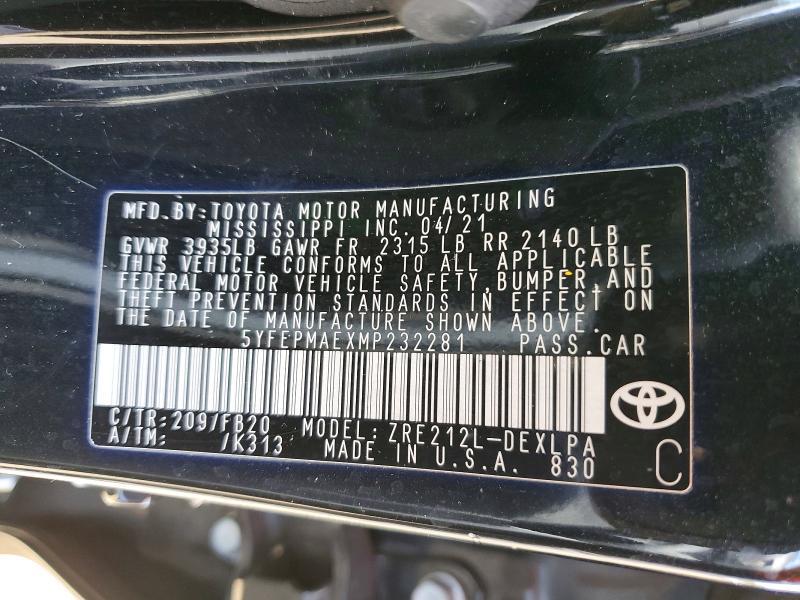 MFD.BY:TOYOTA MOTOR MANUFACTURING
MISSISSIPPI INC. 04/21
GVWR 3935LB GAWR FR 2315 LB RR 2140 LB
THIS VEHICLE CONFORMS TO ALL APPLICABLE
FEDERAL MOTOR VEHICLE SAFETY,BUMPER,AND
THEFT PREVENTION STANDARDS IN EFFECT ON
THE DATE OF MANUFACTURE SHOWN ABOVE.
5YFEPMAEXMP232281 PASS.CAR
C/TR:209/FB20 MODEL:ZRE212L-DEXLPA
A/TM: /K313 MADE IN U.S.A. 830
C